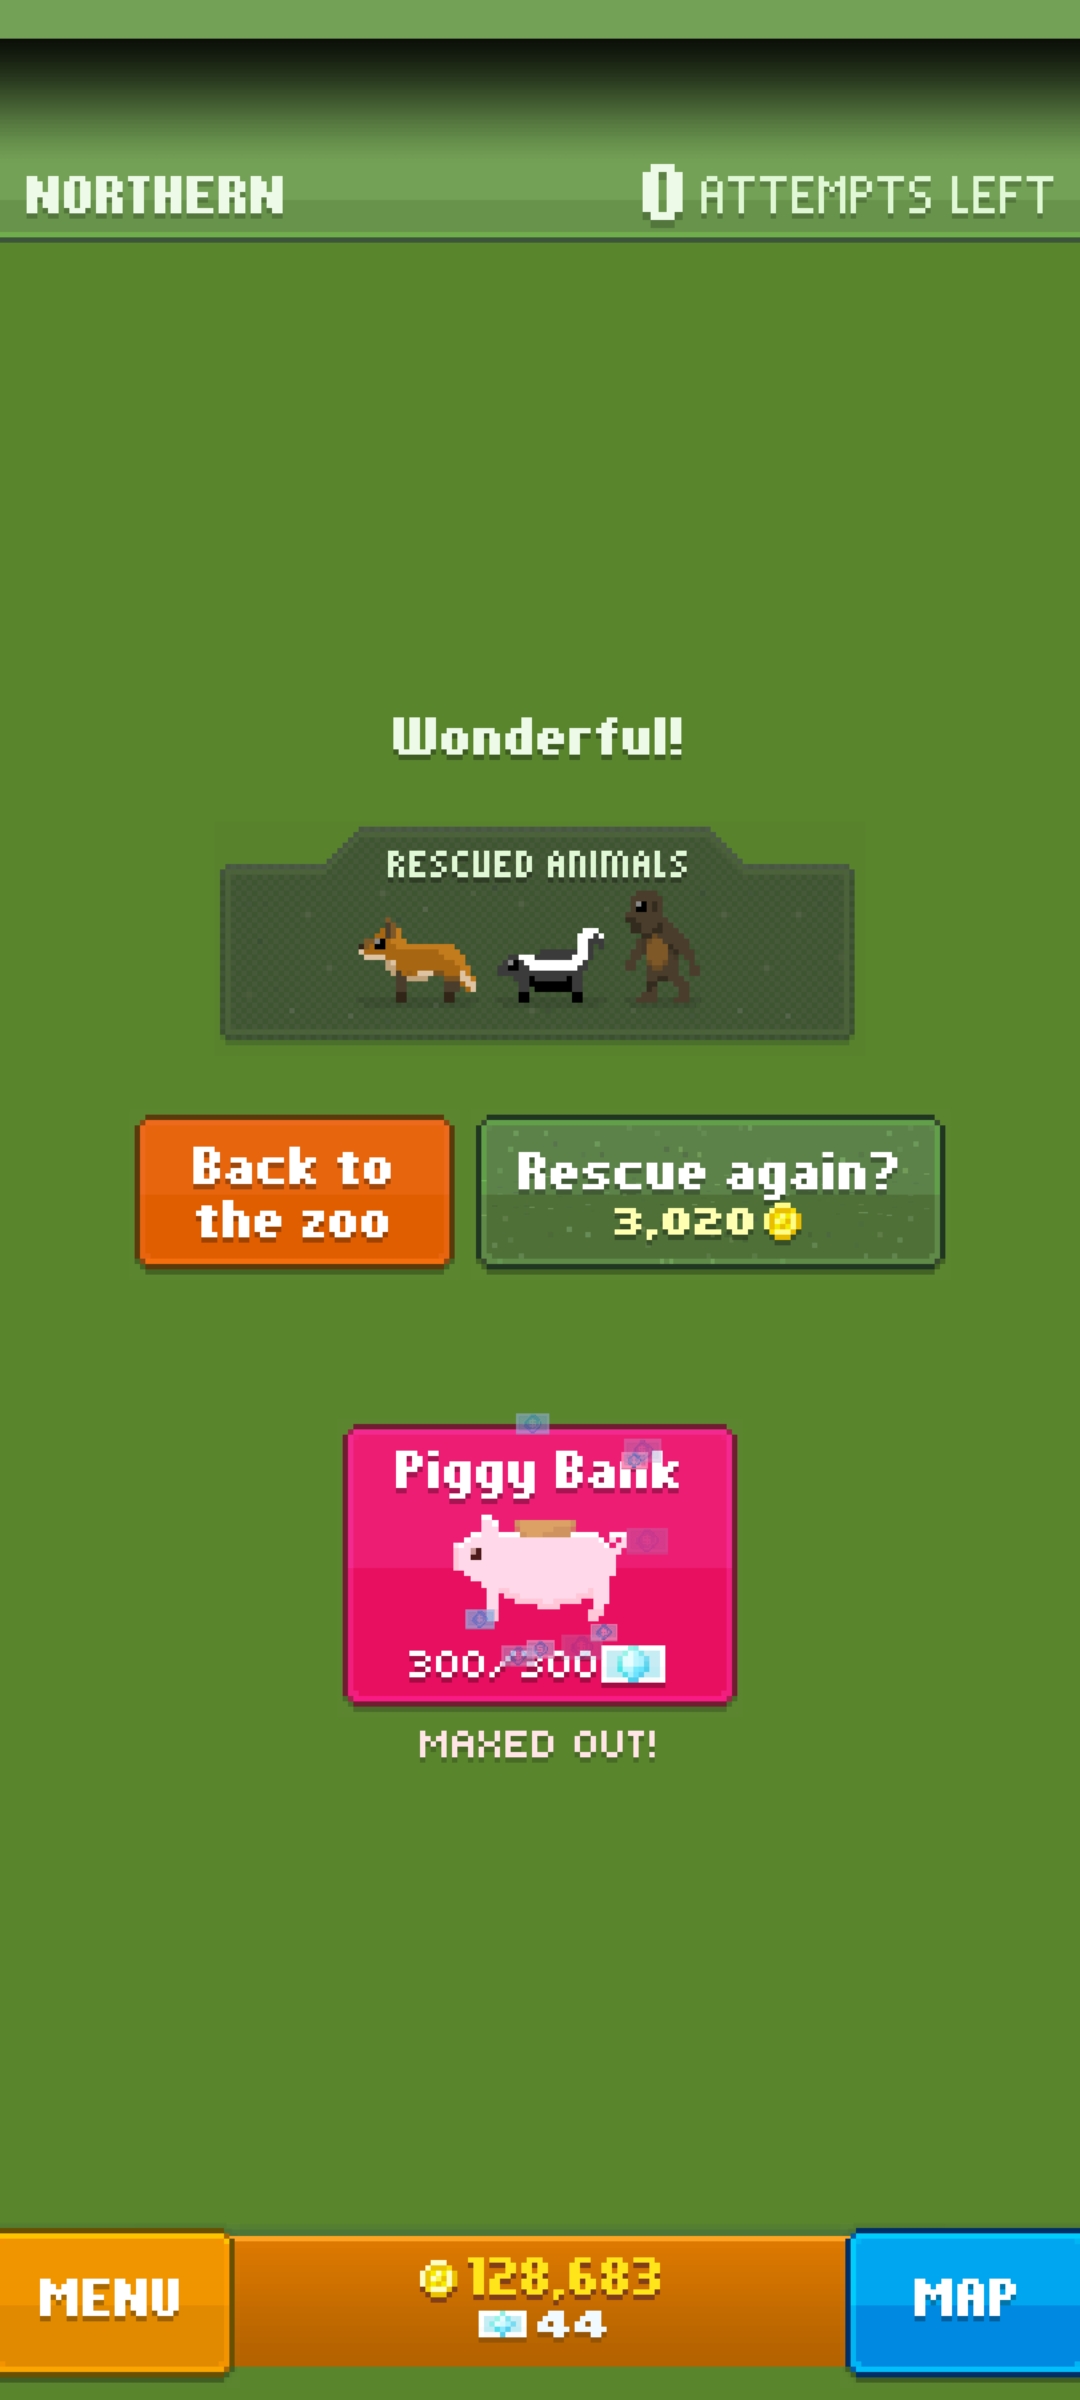 NORTHERN
0 ATTEMPTS LEFT
Wonderful!
RESCUED ANIMALS
Back to
the zoo
Rescue again?
3,020
Piggy Bank
300/300
MAXED OUT!
MENU
128,683
44
MAP